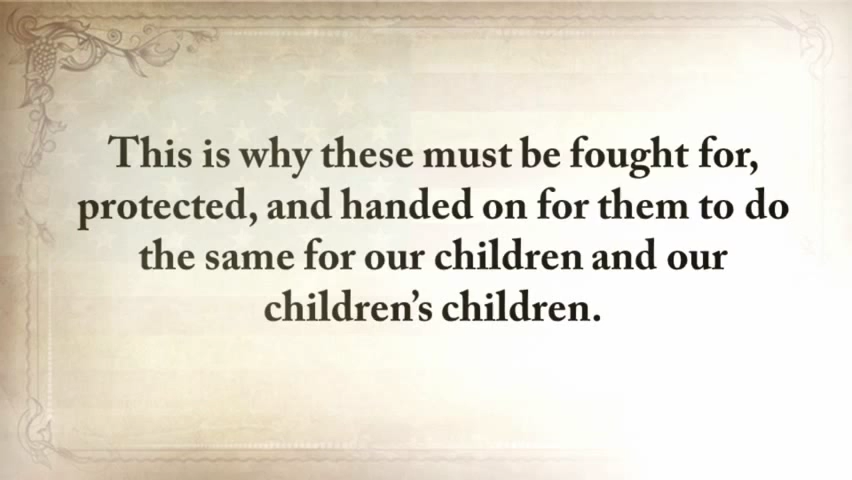 This is why these must be fought for,
protected, and handed on for them to do
the same for our children and our
children’s children.